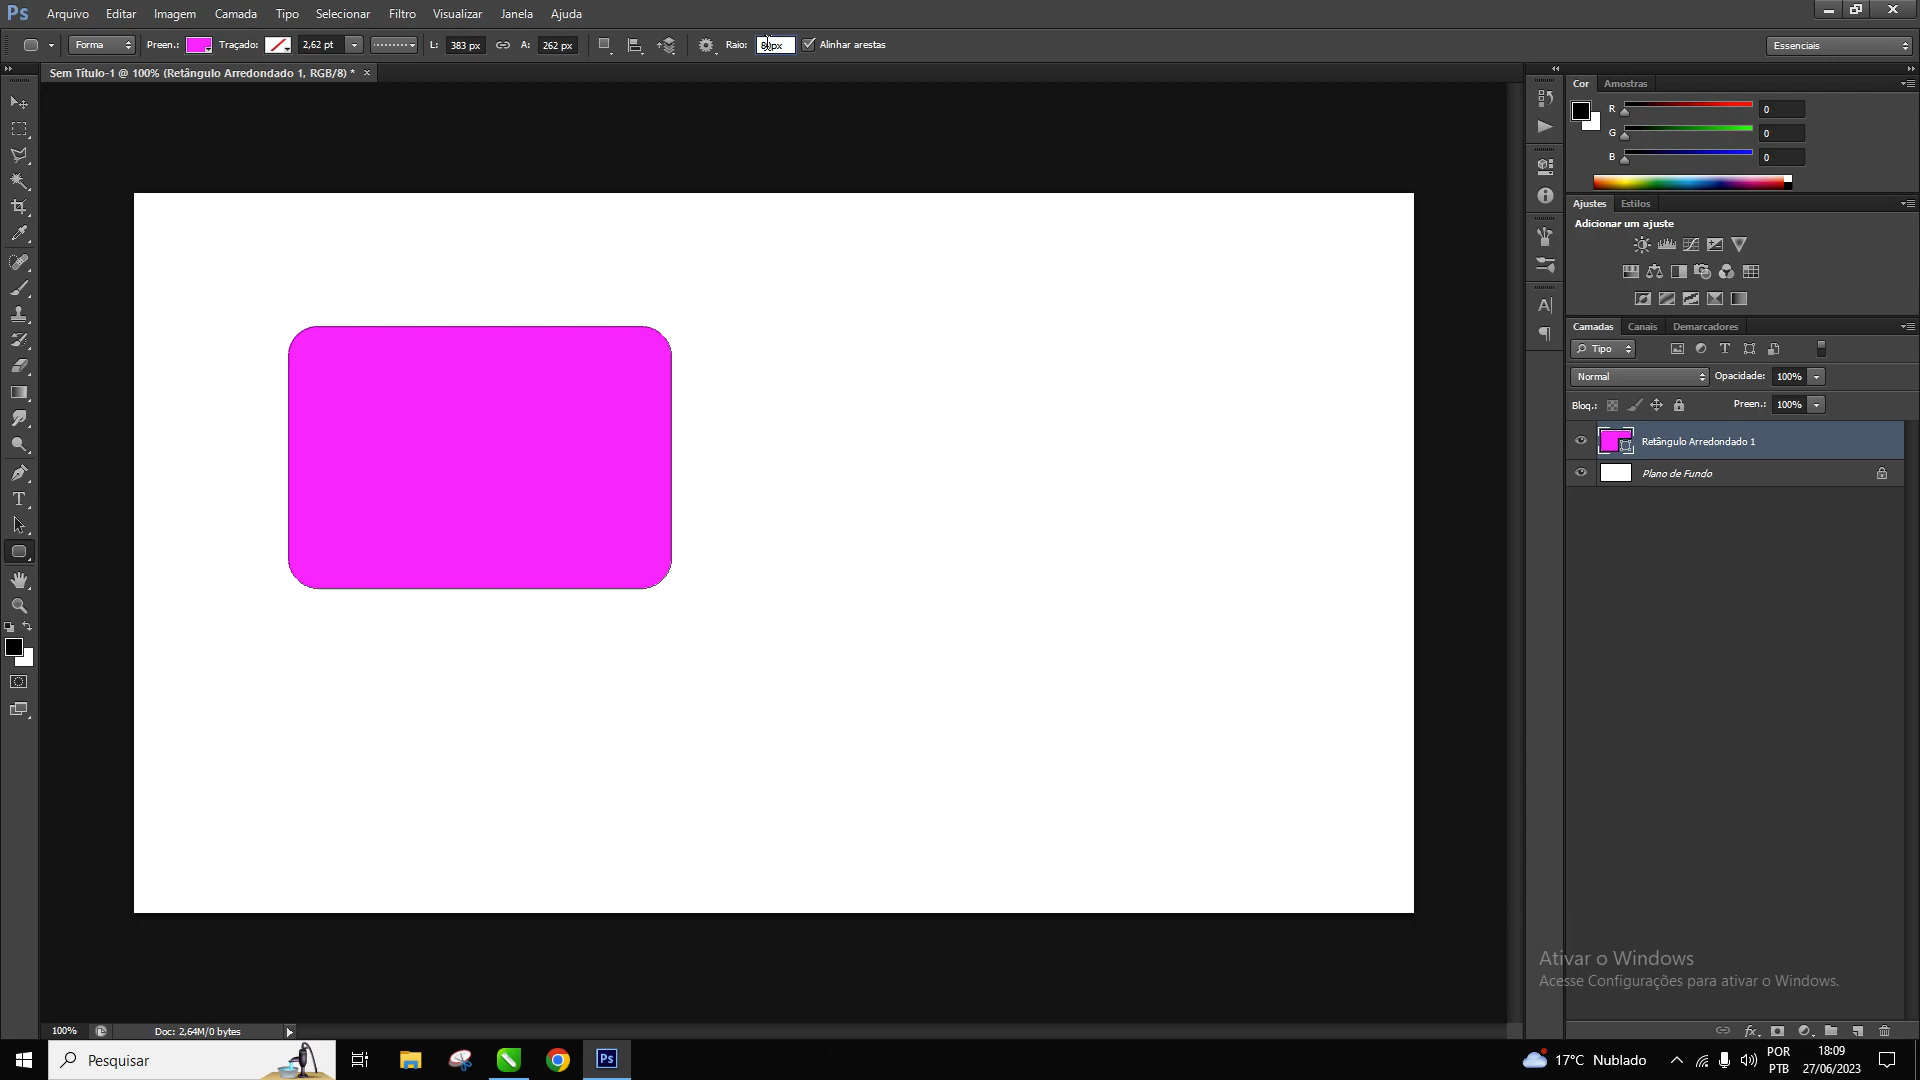 Ps Arquivo Editar Imagem Camada Tipo Selecionar Filtro Visualizar Janela Ajuda
Forma Preen.: Traçado: 2,62 pt L: 383 px A: 262 px Raio: px Alinhar arestas Essenciais
Sem Título-1 @ 100% (Retângulo Arredondado 1, RGB/8) * ×
Cor Amostras
R 0
G 0
B 0
Ajustes Estilos
Adicionar um ajuste
Camadas Canais Demarcadores
Tipo
Normal Opacidade: 100%
Bloq.: Preen.: 100%
Retângulo Arredondado 1
Plano de Fundo
T
Ativar o Windows
Acesse Configurações para ativar o Windows.
100% Doc: 2,64M/0 bytes
fx
Pesquisar Ps 17°C Nublado POR PTB 18:09 27/06/2023